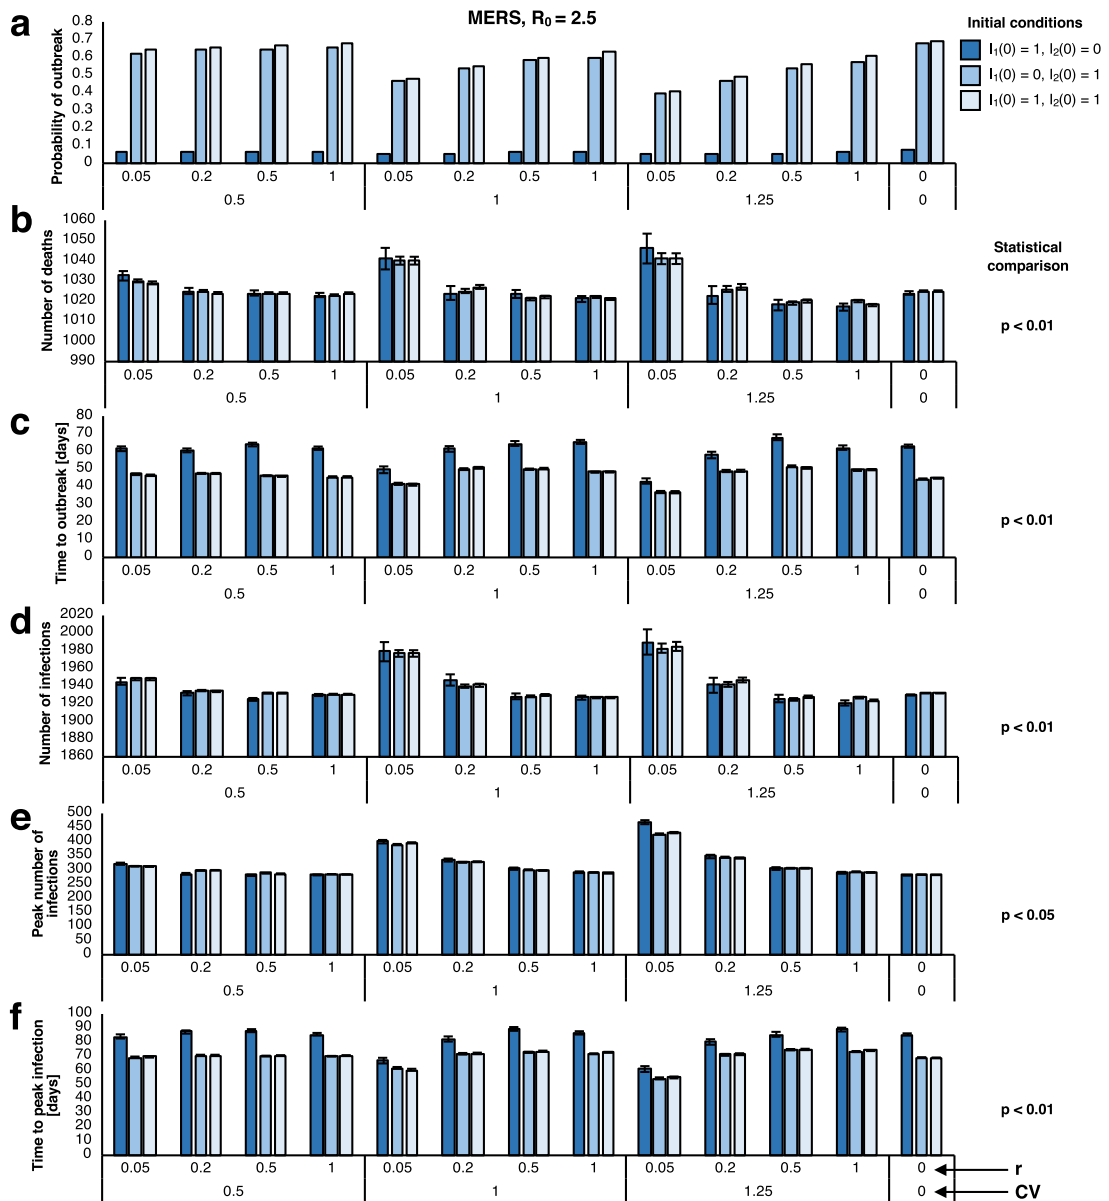 MERS, R₀ = 2.5
Initial conditions
I₁(0) = 1, I₂(0) = 0
I₁(0) = 0, I₂(0) = 1
I₁(0) = 1, I₂(0) = 1
a
Probability of outbreak
0.8
0.7
0.6
0.5
0.4
0.3
0.2
0.1
0
0.05 0.2 0.5 1 0.05 0.2 0.5 1 0.05 0.2 0.5 1 0
0.5 1 1.25 0
b
Number of deaths
1060
1050
1040
1030
1020
1010
1000
990
0.05 0.2 0.5 1 0.05 0.2 0.5 1 0.05 0.2 0.5 1 0
0.5 1 1.25 0
Statistical
comparison
p < 0.01
c
Time to outbreak [days]
80
70
60
50
40
30
20
10
0
0.05 0.2 0.5 1 0.05 0.2 0.5 1 0.05 0.2 0.5 1 0
0.5 1 1.25 0
p < 0.01
d
Number of infections
2020
2000
1980
1960
1940
1920
1900
1880
1860
0.05 0.2 0.5 1 0.05 0.2 0.5 1 0.05 0.2 0.5 1 0
0.5 1 1.25 0
p < 0.01
e
Peak number of
infections
500
450
400
350
300
250
200
150
100
50
0
0.05 0.2 0.5 1 0.05 0.2 0.5 1 0.05 0.2 0.5 1 0
0.5 1 1.25 0
p < 0.05
f
Time to peak infection
[days]
100
90
80
70
60
50
40
30
20
10
0
0.05 0.2 0.5 1 0.05 0.2 0.5 1 0.05 0.2 0.5 1 0 r
0.5 1 1.25 0 CV
p < 0.01